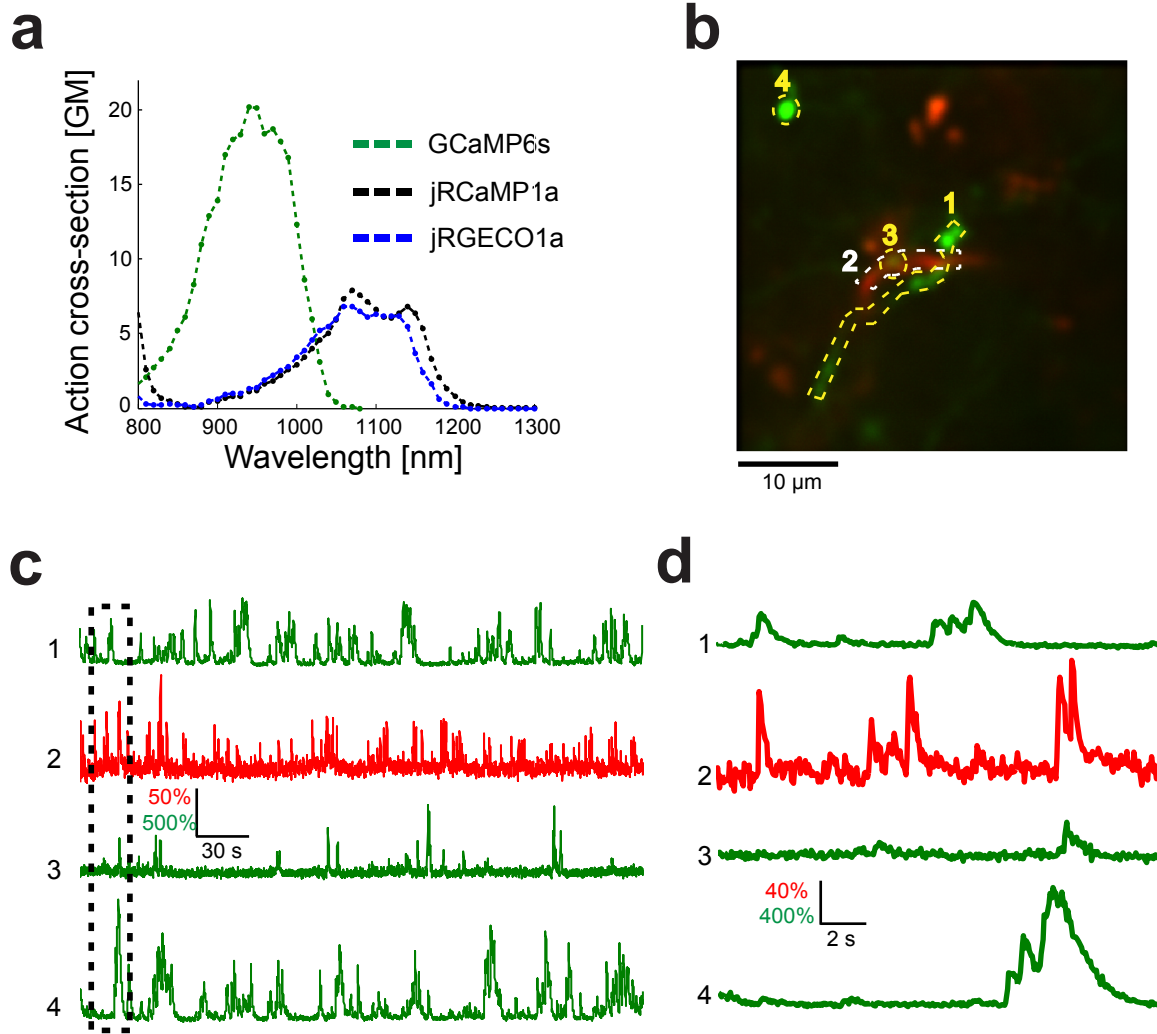 a
Action cross-section [GM]
20
15
10
5
0
800 900 1000 1100 1200 1300
Wavelength [nm]
GCaMP6s
jRCaMP1a
jRGECO1a
b
4
1
3
2
10 µm
c
1
2
50%
500%
30 s
3
4
d
1
2
3
40%
400%
2 s
4